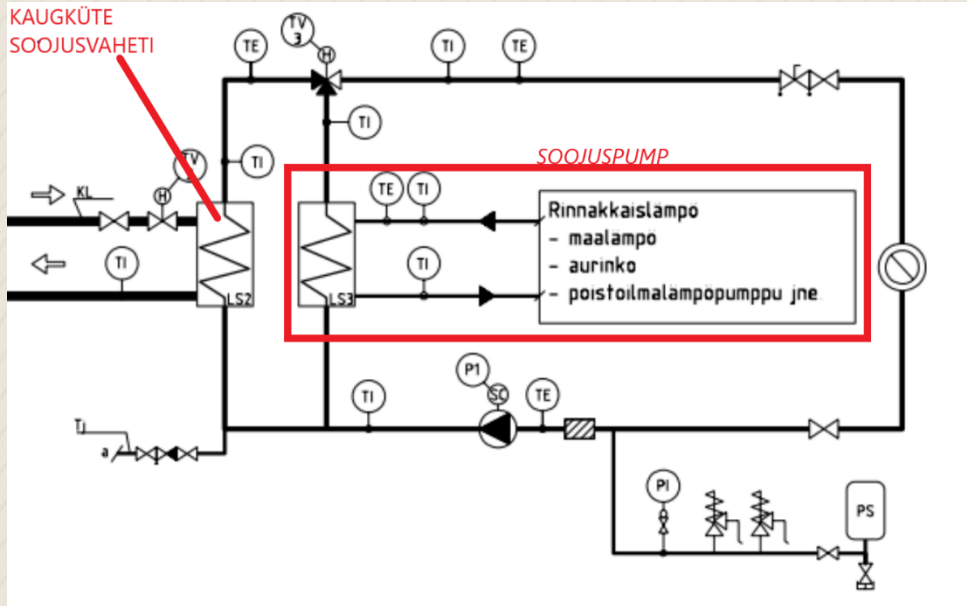 KAUGKÜTE
SOOJUSVAHETI
TE
TV
3
H
TI
TE
TI
TI
TV
H
KL
TI
LS2
SOOJUSPUMP
TE
TI
TI
LS3
Rinnakkaislämpö
- maalämpö
- aurinko
- poistoilmalämpöpumppu jne.
TI
P1
SC
TE
Tj
a
PI
PS